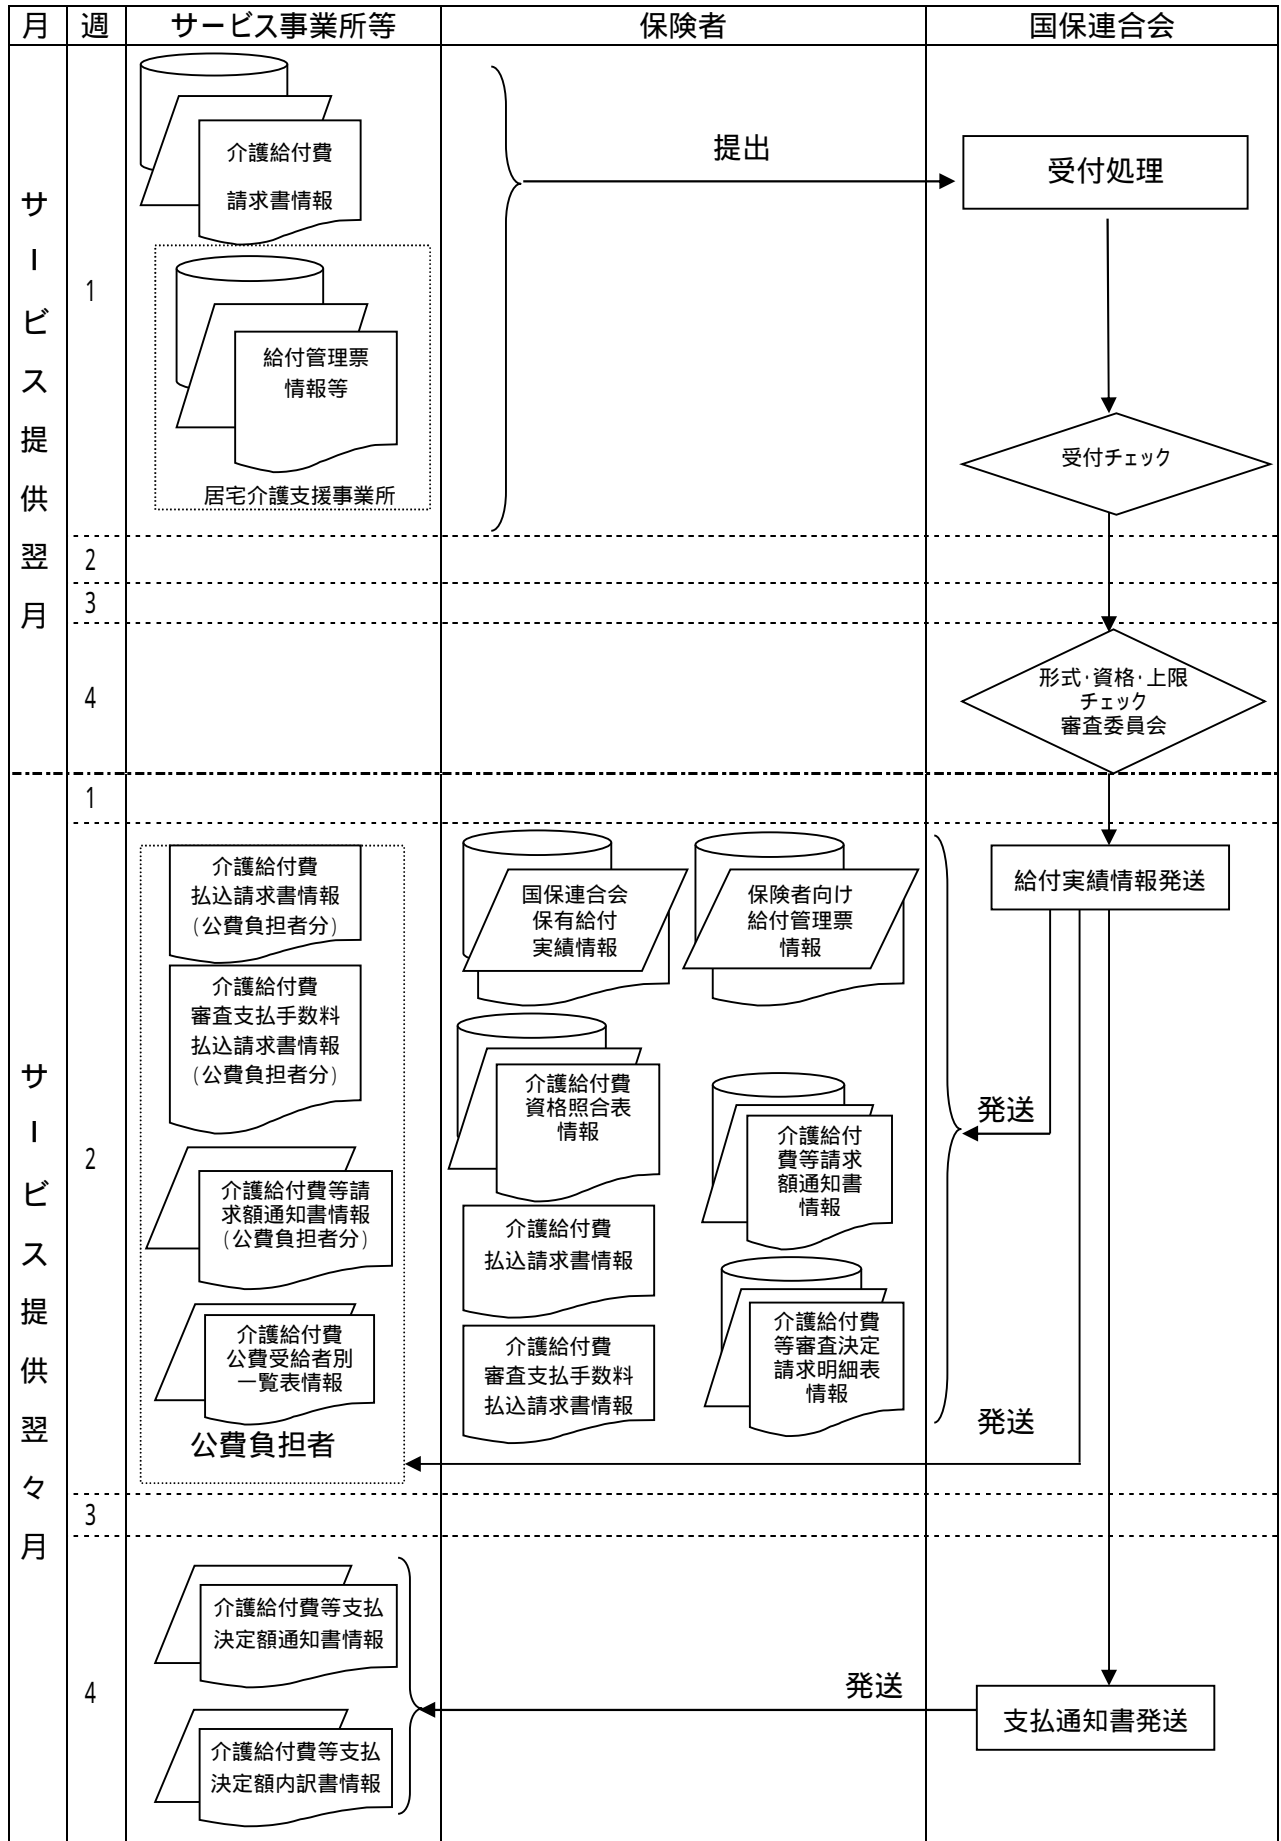 月
週
サービス事業所等
保険者
国保連合会
サービス提供翌月
1
介護給付費
請求書情報
提出
受付処理
給付管理票
情報等
居宅介護支援事業所
受付チェック
2
3
4
形式・資格・上限
チェック
審査委員会
サービス提供翌々月
1
2
介護給付費
払込請求書情報
(公費負担者分)
介護給付費
審査支払手数料
払込請求書情報
(公費負担者分)
介護給付費等請
求額通知書情報
(公費負担者分)
介護給付費
公費受給者別
一覧表情報
公費負担者
国保連合会
保有給付
実績情報
保険者向け
給付管理票
情報
介護給付費
資格照合表
情報
介護給付
費等請求
額通知書
情報
介護給付費
払込請求書情報
介護給付費
等審査決定
請求明細表
情報
介護給付費
審査支払手数料
払込請求書情報
給付実績情報発送
発送
発送
3
4
介護給付費等支払
決定額通知書情報
介護給付費等支払
決定額内訳書情報
発送
支払通知書発送